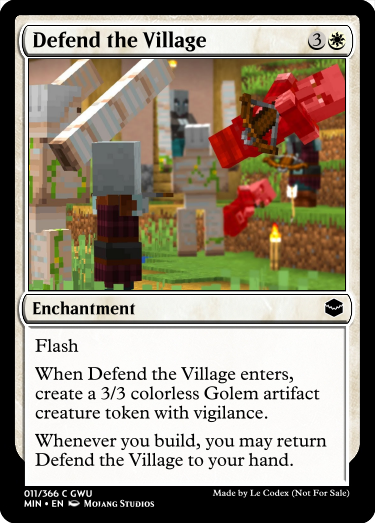 Defend the Village 3
Enchantment
Flash
When Defend the Village enters,
create a 3/3 colorless Golem artifact
creature token with vigilance.
Whenever you build, you may return
Defend the Village to your hand.
011/366 C GWU
MIN • EN Mojang Studios
Made by Le Codex (Not For Sale)